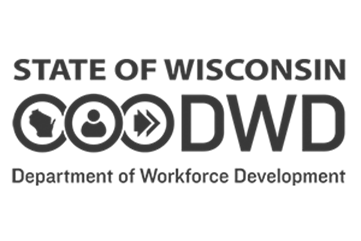 STATE OF WISCONSIN
DWD
Department of Workforce Development